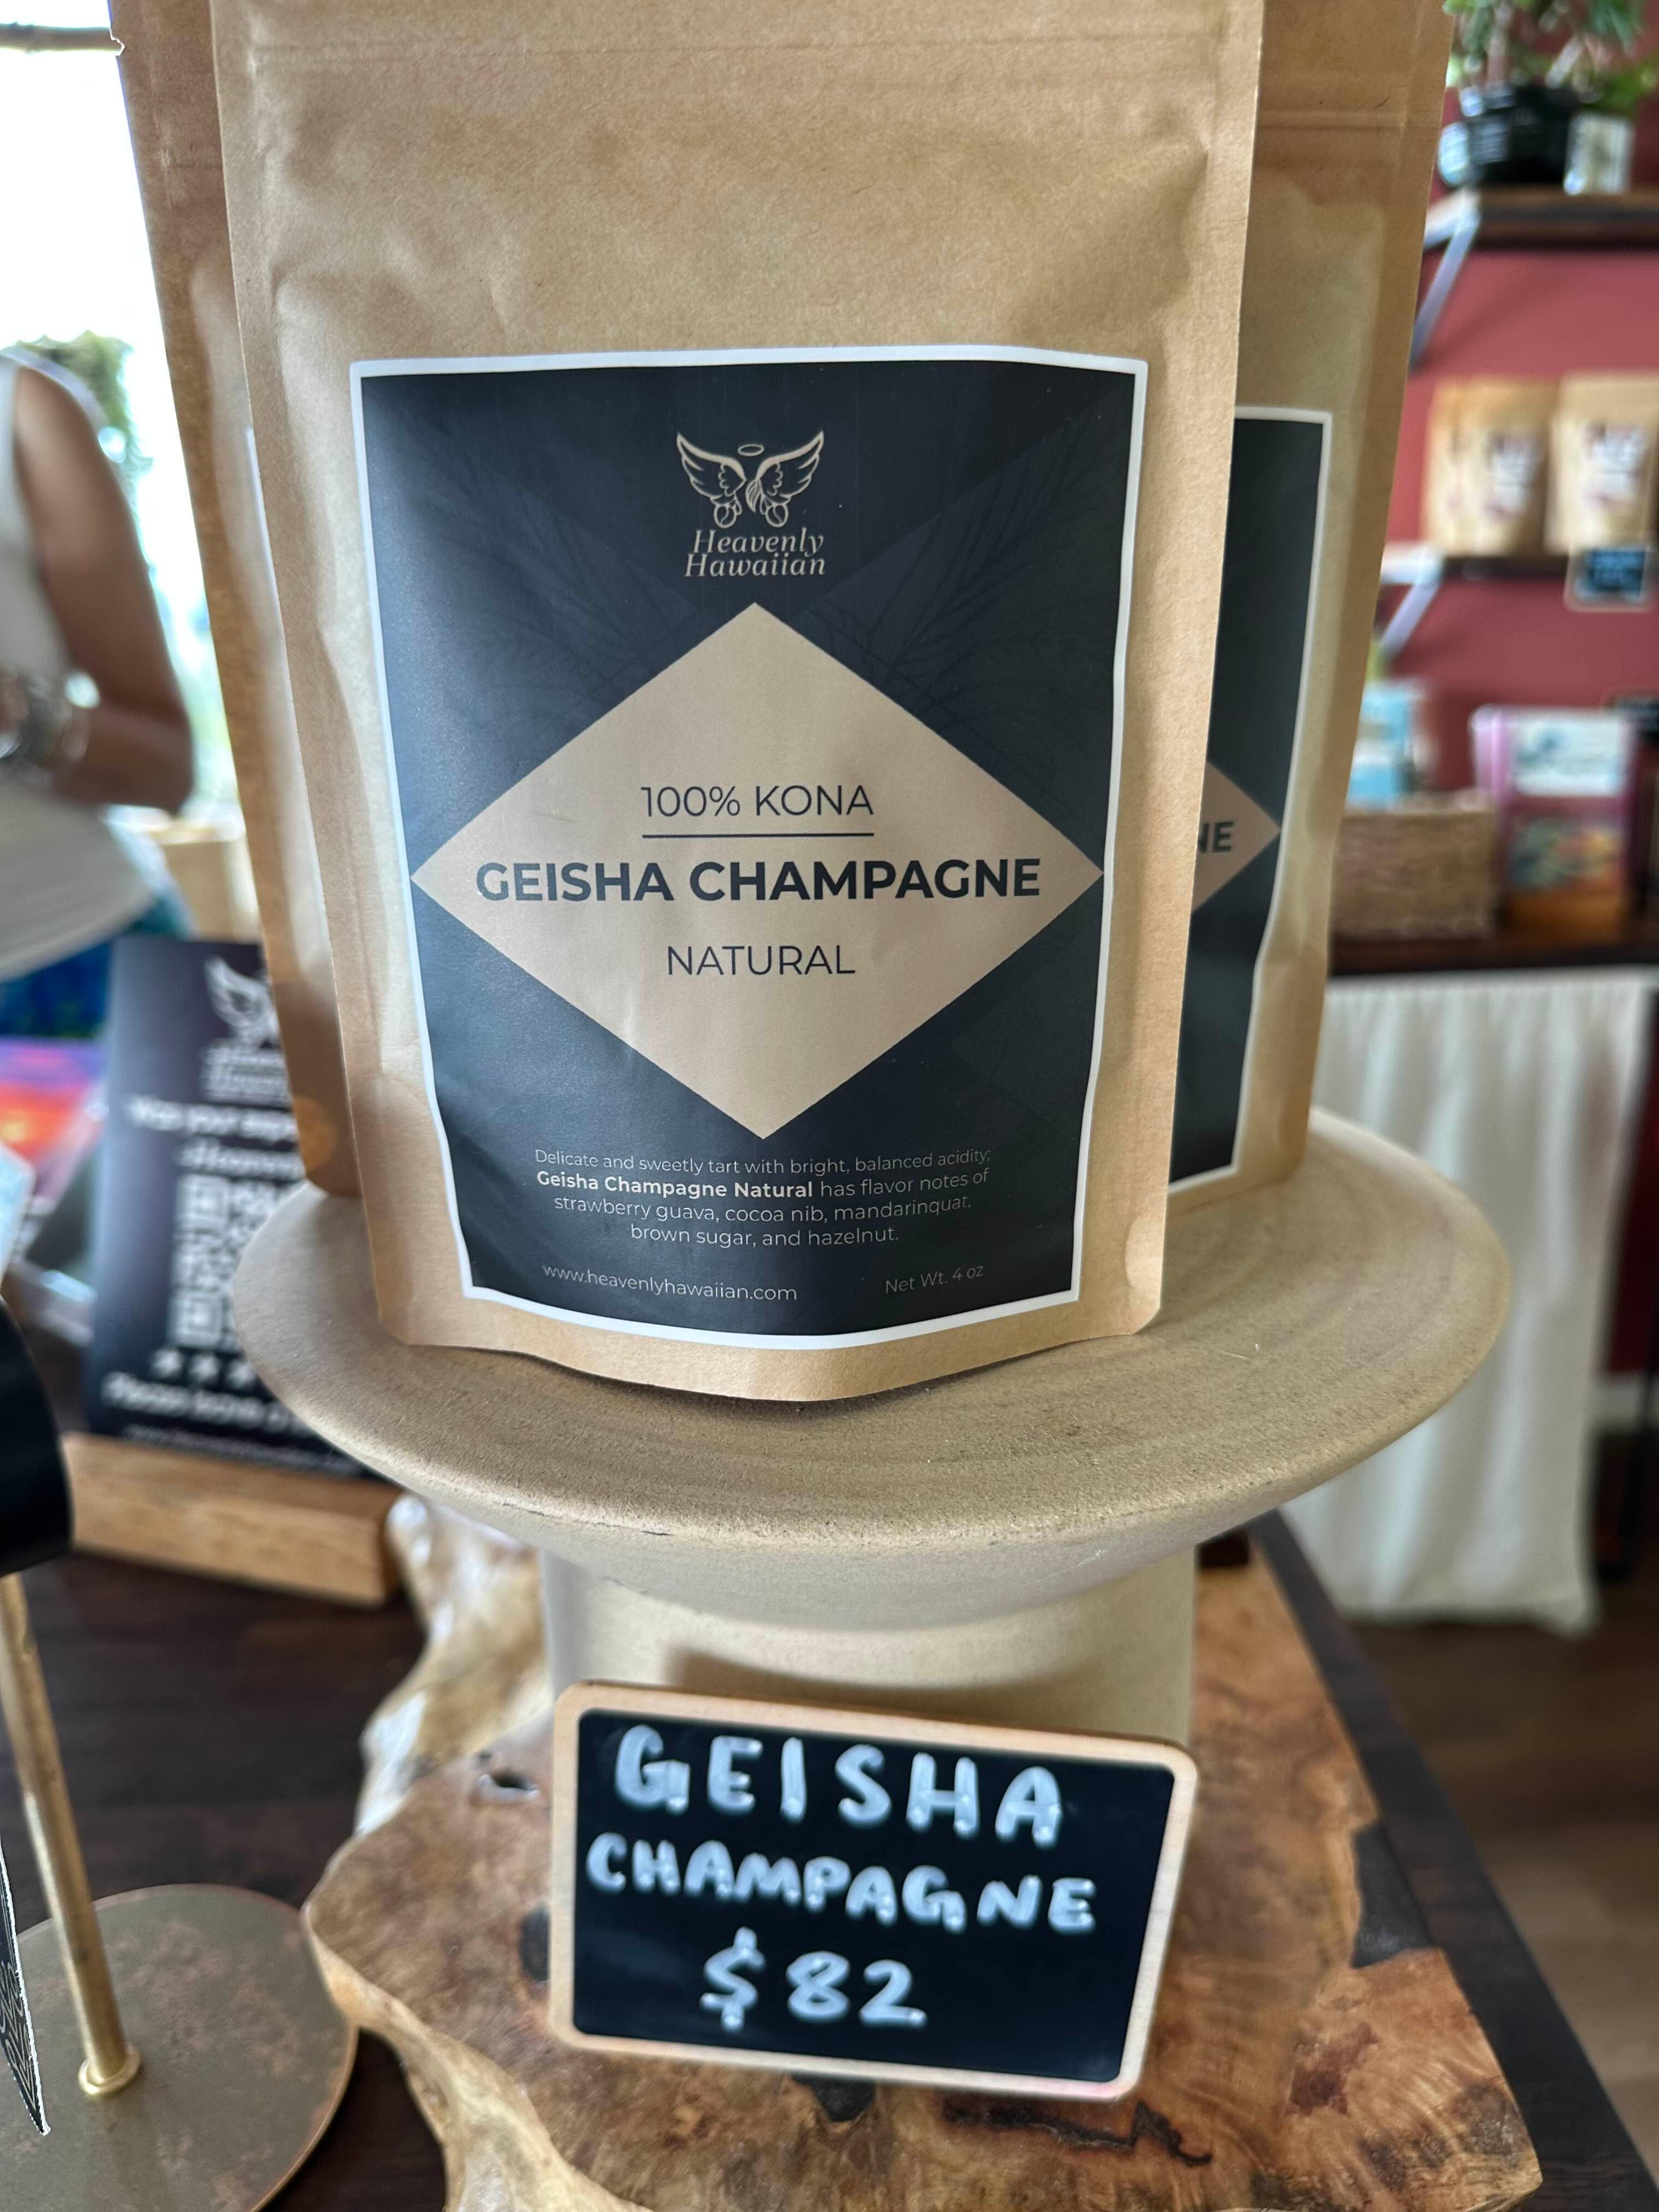 Heavenly
Hawaiian
100% KONA
GEISHA CHAMPAGNE
NATURAL
Delicate and sweetly tart with bright, balanced acidity;
Geisha Champagne Natural has flavor notes of
strawberry guava, cocoa nib, mandarinquat,
brown sugar, and hazelnut.
www.heavenlyhawaiian.com
Net Wt. 4 oz
NE
GEISHA
CHAMPAGNE
$82